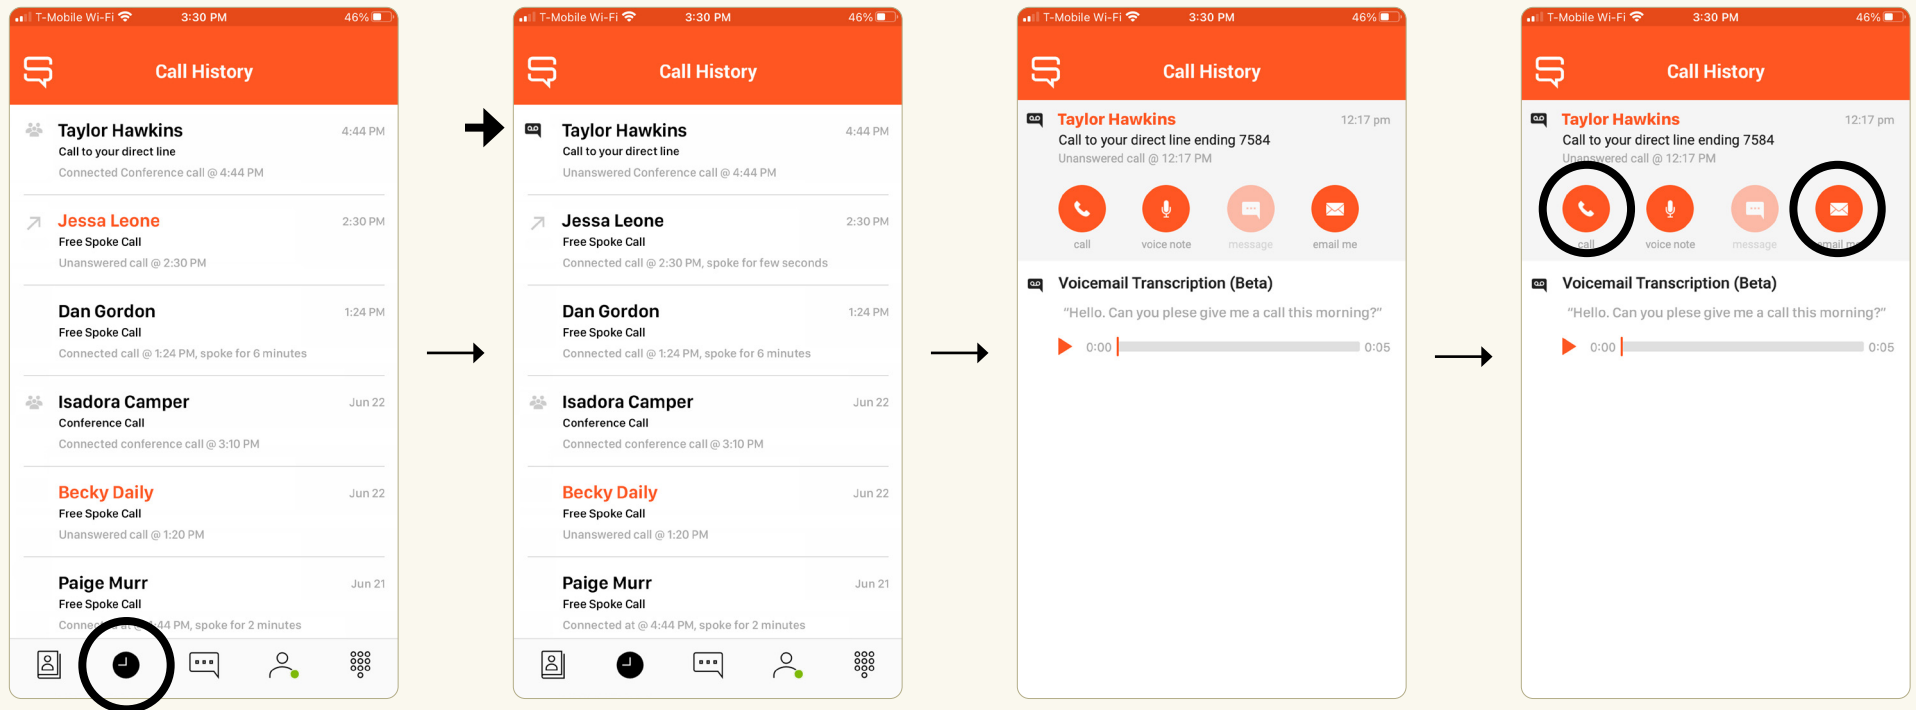 T-Mobile Wi-Fi 3:30 PM 46%
Call History
Taylor Hawkins 4:44 PM
Call to your direct line
Connected Conference call @ 4:44 PM
Jessa Leone 2:30 PM
Free Spoke Call
Unanswered call @ 2:30 PM
Dan Gordon 1:24 PM
Free Spoke Call
Connected call @ 1:24 PM, spoke for 6 minutes
Isadora Camper Jun 22
Conference Call
Connected conference call @ 3:10 PM
Becky Daily Jun 22
Free Spoke Call
Unanswered call @ 1:20 PM
Paige Murr Jun 21
Free Spoke Call
:44 PM, spoke for 2 minutes
T-Mobile Wi-Fi 3:30 PM 46%
Call History
Taylor Hawkins 4:44 PM
Call to your direct line
Unanswered Conference call @ 4:44 PM
Jessa Leone 2:30 PM
Free Spoke Call
Connected call @ 2:30 PM, spoke for few seconds
Dan Gordon 1:24 PM
Free Spoke Call
Connected call @ 1:24 PM, spoke for 6 minutes
Isadora Camper Jun 22
Conference Call
Connected conference call @ 3:10 PM
Becky Daily Jun 22
Free Spoke Call
Unanswered call @ 1:20 PM
Paige Murr Jun 21
Free Spoke Call
Connected at @ 4:44 PM, spoke for 2 minutes
T-Mobile Wi-Fi 3:30 PM 46%
Call History
Taylor Hawkins 12:17 pm
Call to your direct line ending 7584
Unanswered call @ 12:17 PM
call voice note message email me
Voicemail Transcription (Beta)
“Hello. Can you plese give me a call this morning?”
0:00 0:05
T-Mobile Wi-Fi 3:30 PM 46%
Call History
Taylor Hawkins 12:17 pm
Call to your direct line ending 7584
Unanswered call @ 12:17 PM
call voice note message email me
Voicemail Transcription (Beta)
“Hello. Can you plese give me a call this morning?”
0:00 0:05